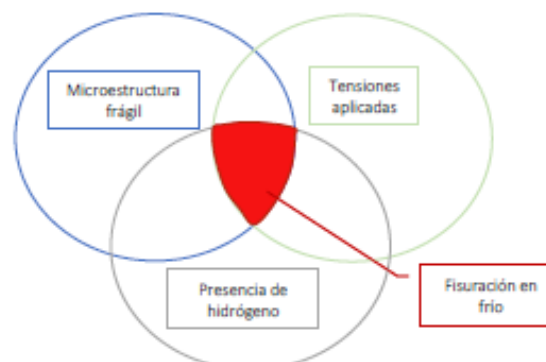 Microestructura
frágil
Tensiones
aplicadas
Presencia de
hidrógeno
Fisuración en
frío